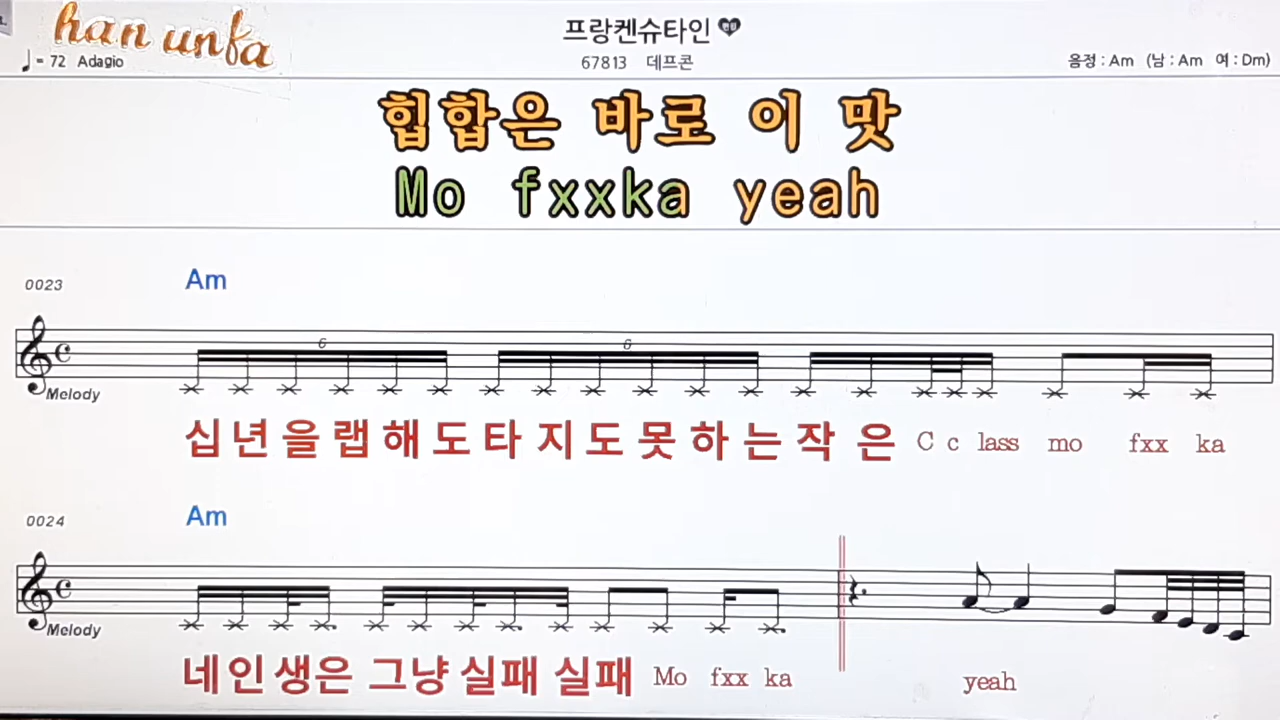 han unfa
프랑켄슈타인
♩= 72 Adagio
67813 데프콘
음정 : Am (남 : Am 여 : Dm)
힙합은 바로 이 맛
Mo fxxka yeah
0023
Am
6 6
Melody
십 년 을 랩 해 도 타 지 도 못 하 는 작 은 C c lass mo fxx ka
0024
Am
Melody
네 인 생은 그냥 실패 실패 Mo fxx ka yeah